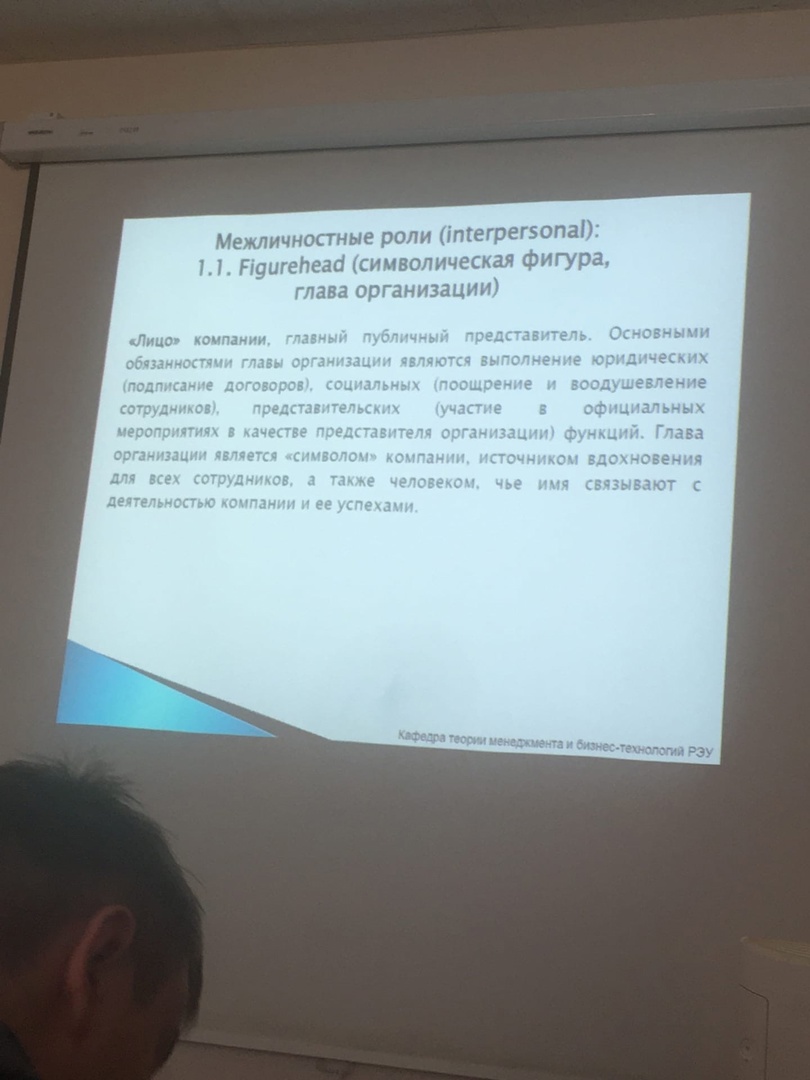 Межличностные роли (interpersonal):
1.1. Figurehead (символическая фигура,
глава организации)
«Лицо» компании, главный публичный представитель. Основными
обязанностями главы организации являются выполнение юридических
(подписание договоров), социальных (поощрение и воодушевление
сотрудников), представительских (участие в официальных
мероприятиях в качестве представителя организации) функций. Глава
организации является «символом» компании, источником вдохновения
для всех сотрудников, а также человеком, чье имя связывают с
деятельностью компании и ее успехами.
Кафедра теории менеджмента и бизнес-технологий РЭУ